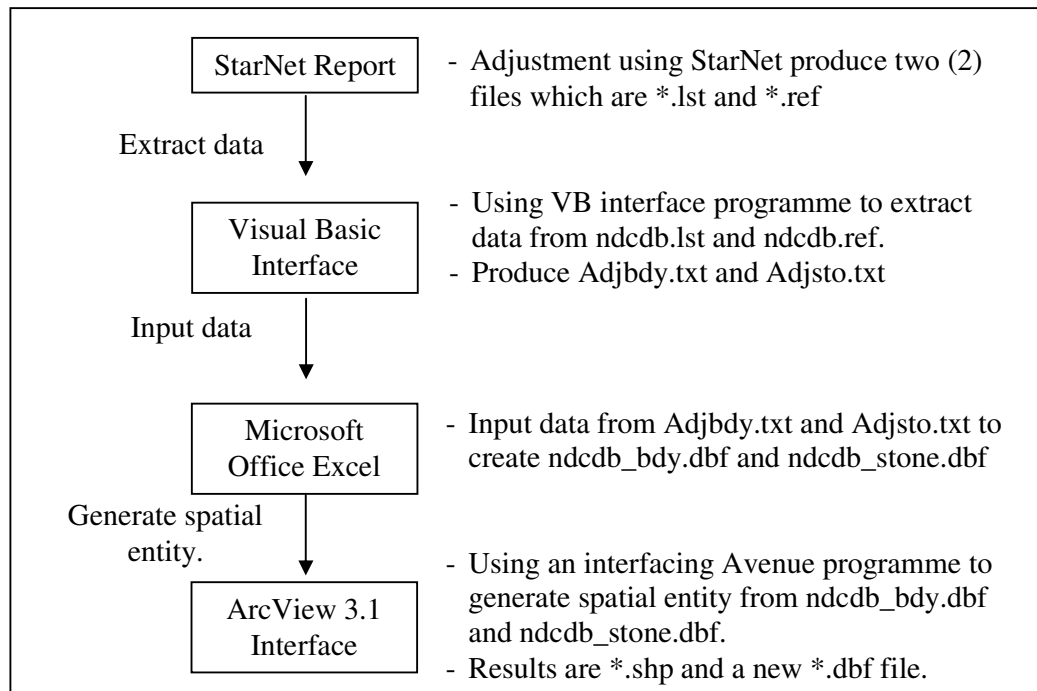 StarNet Report
- Adjustment using StarNet produce two (2)
files which are *.lst and *.ref
Extract data
Visual Basic
Interface
- Using VB interface programme to extract
data from ndcdb.lst and ndcdb.ref.
- Produce Adjbdy.txt and Adjsto.txt
Input data
Microsoft
Office Excel
- Input data from Adjbdy.txt and Adjsto.txt to
create ndcdb_bdy.dbf and ndcdb_stone.dbf
Generate spatial
entity.
ArcView 3.1
Interface
- Using an interfacing Avenue programme to
generate spatial entity from ndcdb_bdy.dbf
and ndcdb_stone.dbf.
- Results are *.shp and a new *.dbf file.